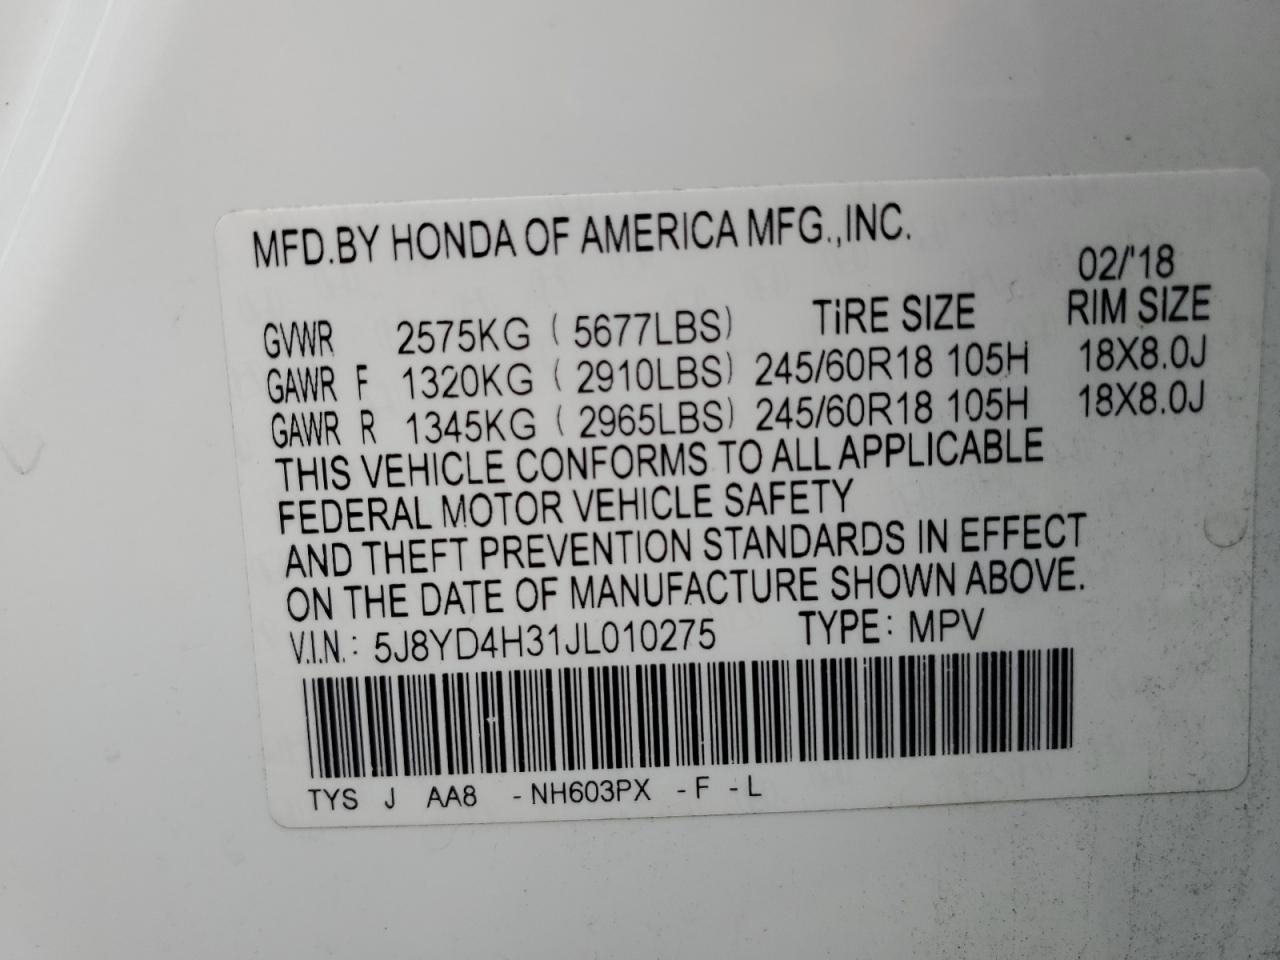 MFD.BY HONDA OF AMERICA MFG.,INC.
02/'18
GVWR 2575KG ( 5677LBS) TiRE SIZE RIM SIZE
GAWR F 1320KG ( 2910LBS) 245/60R18 105H 18X8.0J
GAWR R 1345KG ( 2965LBS) 245/60R18 105H 18X8.0J
THIS VEHICLE CONFORMS TO ALL APPLICABLE
FEDERAL MOTOR VEHICLE SAFETY
AND THEFT PREVENTION STANDARDS IN EFFECT
ON THE DATE OF MANUFACTURE SHOWN ABOVE.
V.I.N.: 5J8YD4H31JL010275 TYPE: MPV
TYS J AA8 -NH603PX -F -L